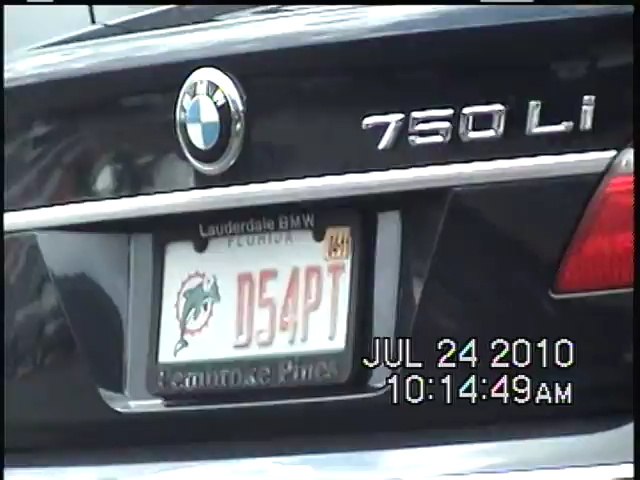 BMW
750Li
Lauderdale BMW
FLORIDA
D54PT
Pembroke Pines
JUL 24 2010
10:14:49AM